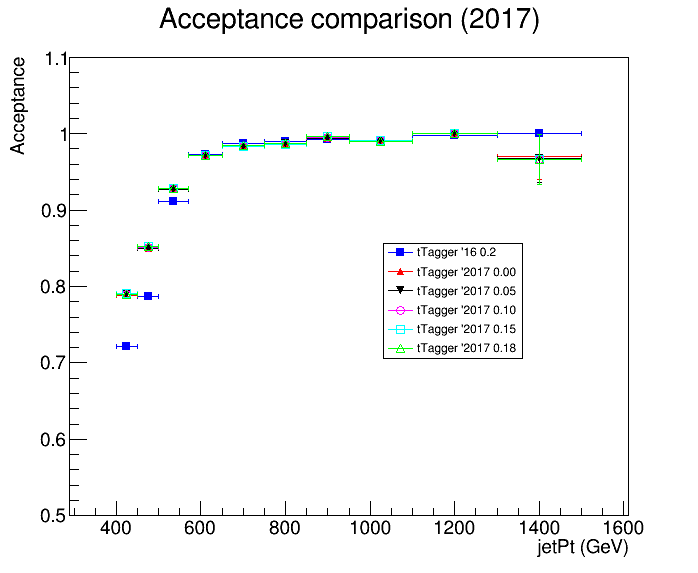 Acceptance comparison (2017)
Acceptance
1.1
1
0.9
0.8
0.7
0.6
0.5
tTagger '16 0.2
tTagger '2017 0.00
tTagger '2017 0.05
tTagger '2017 0.10
tTagger '2017 0.15
tTagger '2017 0.18
400 600 800 1000 1200 1400 1600
jetPt (GeV)